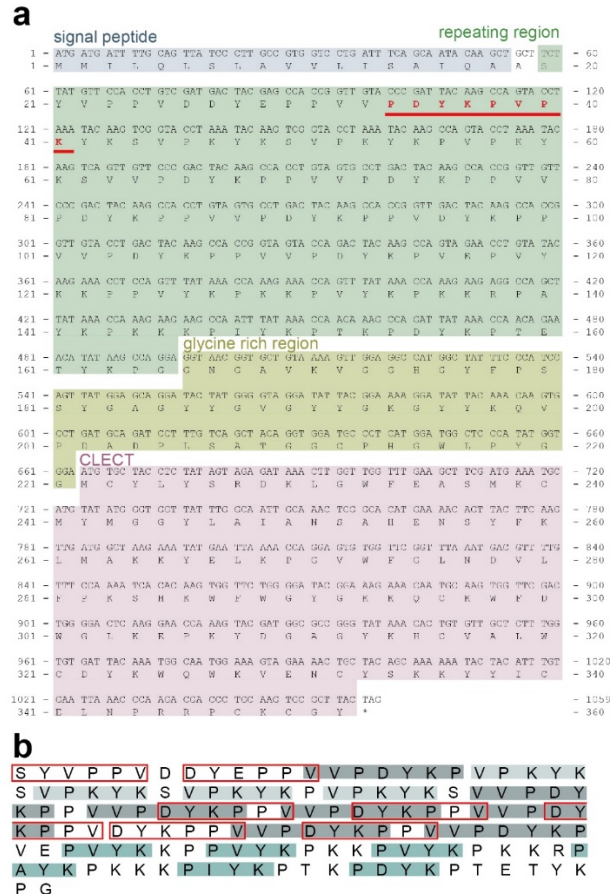 a
signal peptide
repeating region
1 - ATG ATG ATT TTG CAG TTA TCC CTT GCC GTG GTC CTG ATT TCA GCA ATA CAA GCT GCT TCT - 60
1 - M M I L Q L S L A V V L I S A I Q A A S - 20
61 - TAT GTT CCA CCT GTC GAT GAC TAC GAG CCA CCG GTT GTA CCC GAT TAC AAG CCA GTA CCT - 120
21 - Y V P P V D D Y E P P V V P D Y K P V P - 40
121 - AAA TAC AAG TCG GTA CCT AAA TAC AAG TCG GTA CCT AAA TAC AAG CCA GTA CCT AAA TAC - 180
41 - K Y K S V P K Y K S V P K Y K P V P K Y - 60
181 - AAG TCA GTT GTT CCC GAC TAC AAG CCA CCT GTA GTG CCT GAC TAC AAG CCA CCG GTT GTT - 240
61 - K S V V P D Y K P P V V P D Y K P P V V - 80
241 - CCC GAC TAC AAG CCA CCT GTA GTG CCT GAC TAC AAG CCA CCG GTT GAC TAC AAG CCA CCG - 300
81 - P D Y K P P V V P D Y K P P V D Y K P P - 100
301 - GTT GTA CCT GAC TAC AAG CCA CCG GTA GTA CCA GAC TAC AAG CCA GTA GAA CCT GTA TAC - 360
101 - V V P D Y K P P V V P D Y K P V E P V Y - 120
361 - AAG AAA CCT CCA GTT TAT AAA CCA AAG AAA CCA GTT TAT AAA CCA AAG AAG AGG CCA GCT - 420
121 - K K P P V Y K P K K P V Y K P K K R P A - 140
421 - TAT AAA CCA AAG AAG AAG CCA ATT TAT AAA CCA ACA AAG CCA GAT TAT AAA CCA ACA GAA - 480
141 - Y K P K K K P I Y K P T K P D Y K P T E - 160
glycine rich region
481 - ACA TAT AAG CCA GGA GGT AAC GGT GCT GTA AAA GTT GGA GGC CAT GGC TAT TTC CCA TCC - 540
161 - T Y K P G G N G A V K V G G H G Y F P S - 180
541 - AGT TAT GGA GCA GGA TAC TAT GGG GTA GGA TAT TAC GGA AAA GGA TAT TAC AAA CAA GTG - 600
181 - S Y G A G Y Y G V G Y Y G K G Y Y K Q V - 200
601 - CCT GAT GCA GAT CCT TTG TCA GCT ACA GGT GGA TGC CCT CAT GGA TGG CTC CCA TAT GGT - 660
201 - P D A D P L S A T G G C P H G W L P Y G - 220
CLECT
661 - GGA ATG TGC TAC CTC TAT AGT AGA GAT AAA CTT GGT TGG TTT GAA GCT TCG ATG AAA TGC - 720
221 - G M C Y L Y S R D K L G W F E A S M K C - 240
721 - ATG TAT ATG GGT GGT TAT TTG GCA ATT GCA AAC TCG GCA CAT GAA AAC AGT TAC TTC AAG - 780
241 - M Y M G G Y L A I A N S A H E N S Y F K - 260
781 - TTG ATG GCT AAG AAA TAT GAA TTA AAA CCA GGA GTG TGG TTC GGT TTA AAT GAC GTT TTG - 840
261 - L M A K K Y E L K P G V W F G L N D V L - 280
841 - TTT CCA AAA TCA CAC AAG TGG TTC TGG GGA TAC GGA AAG AAA CAA TGC AAG TGG TTC GAC - 900
281 - F P K S H K W F W G Y G K K Q C K W F D - 300
901 - TGG GGA CTC AAG GAA CCA AAG TAC GAT GGC GCC GGG TAT AAA CAC TGT GTT GCT CTT TGG - 960
301 - W G L K E P K Y D G A G Y K H C V A L W - 320
961 - TGT GAT TAC AAA TGG CAA TGG AAA GTA GAA AAC TGC TAC AGC AAA AAA TAC TAC ATT TGT - 1020
321 - C D Y K W Q W K V E N C Y S K K Y Y I C - 340
1021 - GAA TTA AAC CCA AGA CGA CCC TGC AAG TGC GGT TAC TAG - 1059
341 - E L N P R R P C K C G Y * - 360
b
S Y V P P V D D Y E P P V V P D Y K P V P K Y K
S V P K Y K S V P K Y K P V P K Y K S V V P D Y
K P P V V P D Y K P P V V P D Y K P P V V P D Y
K P P V D Y K P P V V P D Y K P P V V P D Y K P
V E P V Y K K P P V Y K P K K P V Y K P K K R P
A Y K P K K K P I Y K P T K P D Y K P T E T Y K
P G